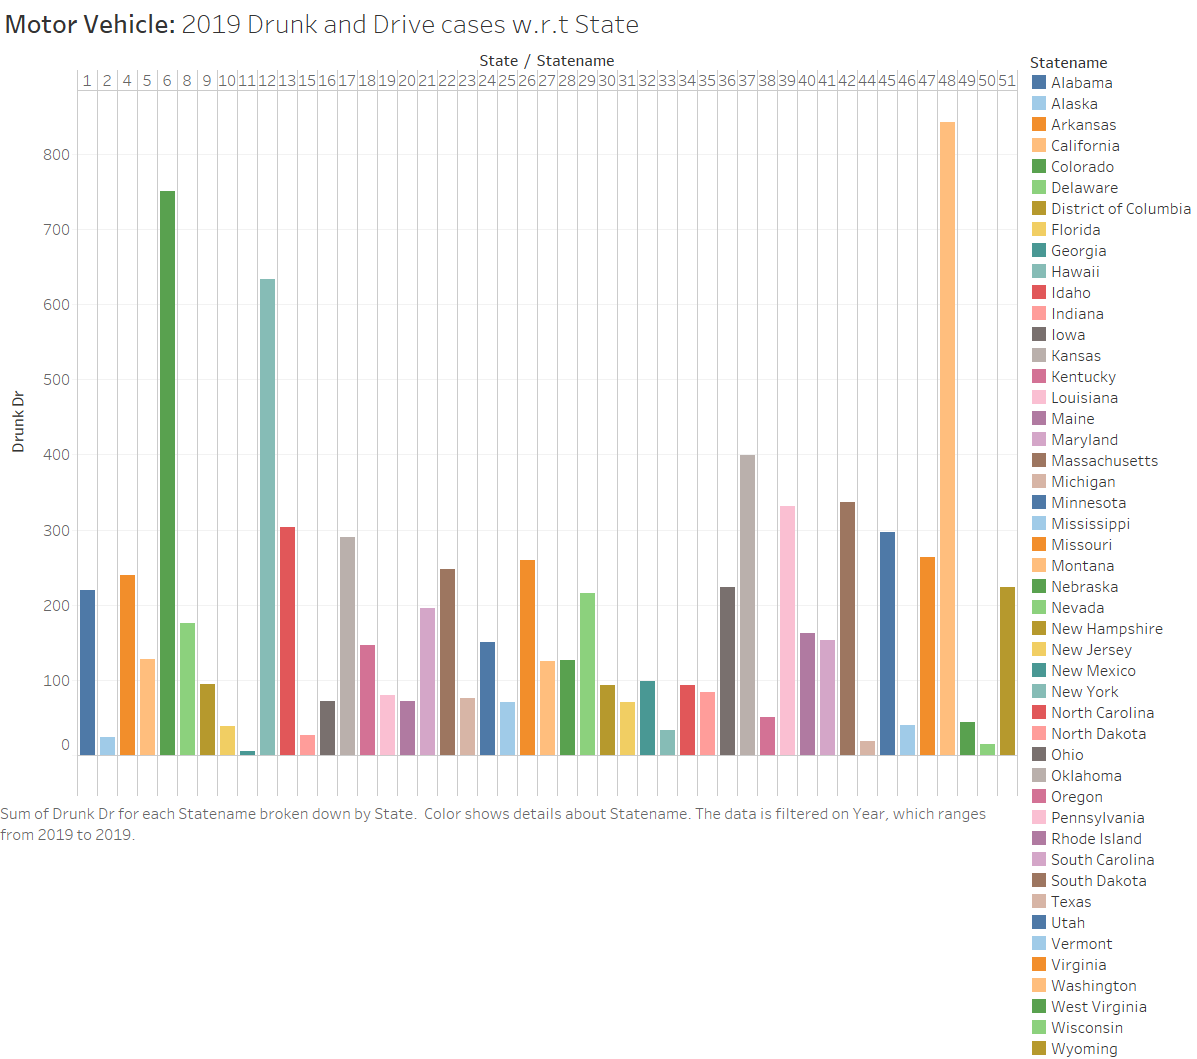 Motor Vehicle: 2019 Drunk and Drive cases w.r.t State
State / Statename
1 2 4 5 6 8 9 10 11 12 13 15 16 17 18 19 20 21 22 23 24 25 26 27 28 29 30 31 32 33 34 35 36 37 38 39 40 41 42 44 45 46 47 48 49 50 51
800
700
600
500
400
300
200
100
0
Drunk Dr
Statename
Alabama
Alaska
Arkansas
California
Colorado
Delaware
District of Columbia
Florida
Georgia
Hawaii
Idaho
Indiana
Iowa
Kansas
Kentucky
Louisiana
Maine
Maryland
Massachusetts
Michigan
Minnesota
Mississippi
Missouri
Montana
Nebraska
Nevada
New Hampshire
New Jersey
New Mexico
New York
North Carolina
North Dakota
Ohio
Oklahoma
Oregon
Pennsylvania
Rhode Island
South Carolina
South Dakota
Texas
Utah
Vermont
Virginia
Washington
West Virginia
Wisconsin
Wyoming
Sum of Drunk Dr for each Statename broken down by State.  Color shows details about Statename. The data is filtered on Year, which ranges
from 2019 to 2019.